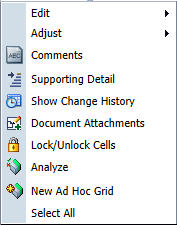 Edit
Adjust
ABC Comments
Supporting Detail
Show Change History
Document Attachments
Lock/Unlock Cells
Analyze
New Ad Hoc Grid
Select All